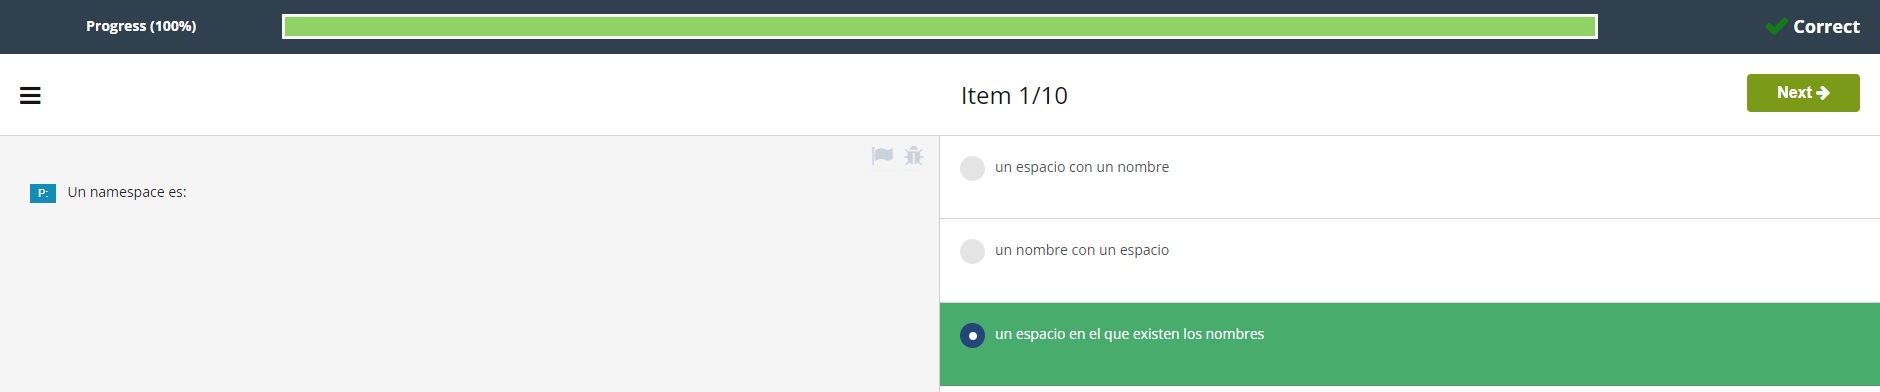 Progress (100%)
Correct
Item 1/10
Next
P: Un namespace es:
un espacio con un nombre
un nombre con un espacio
un espacio en el que existen los nombres